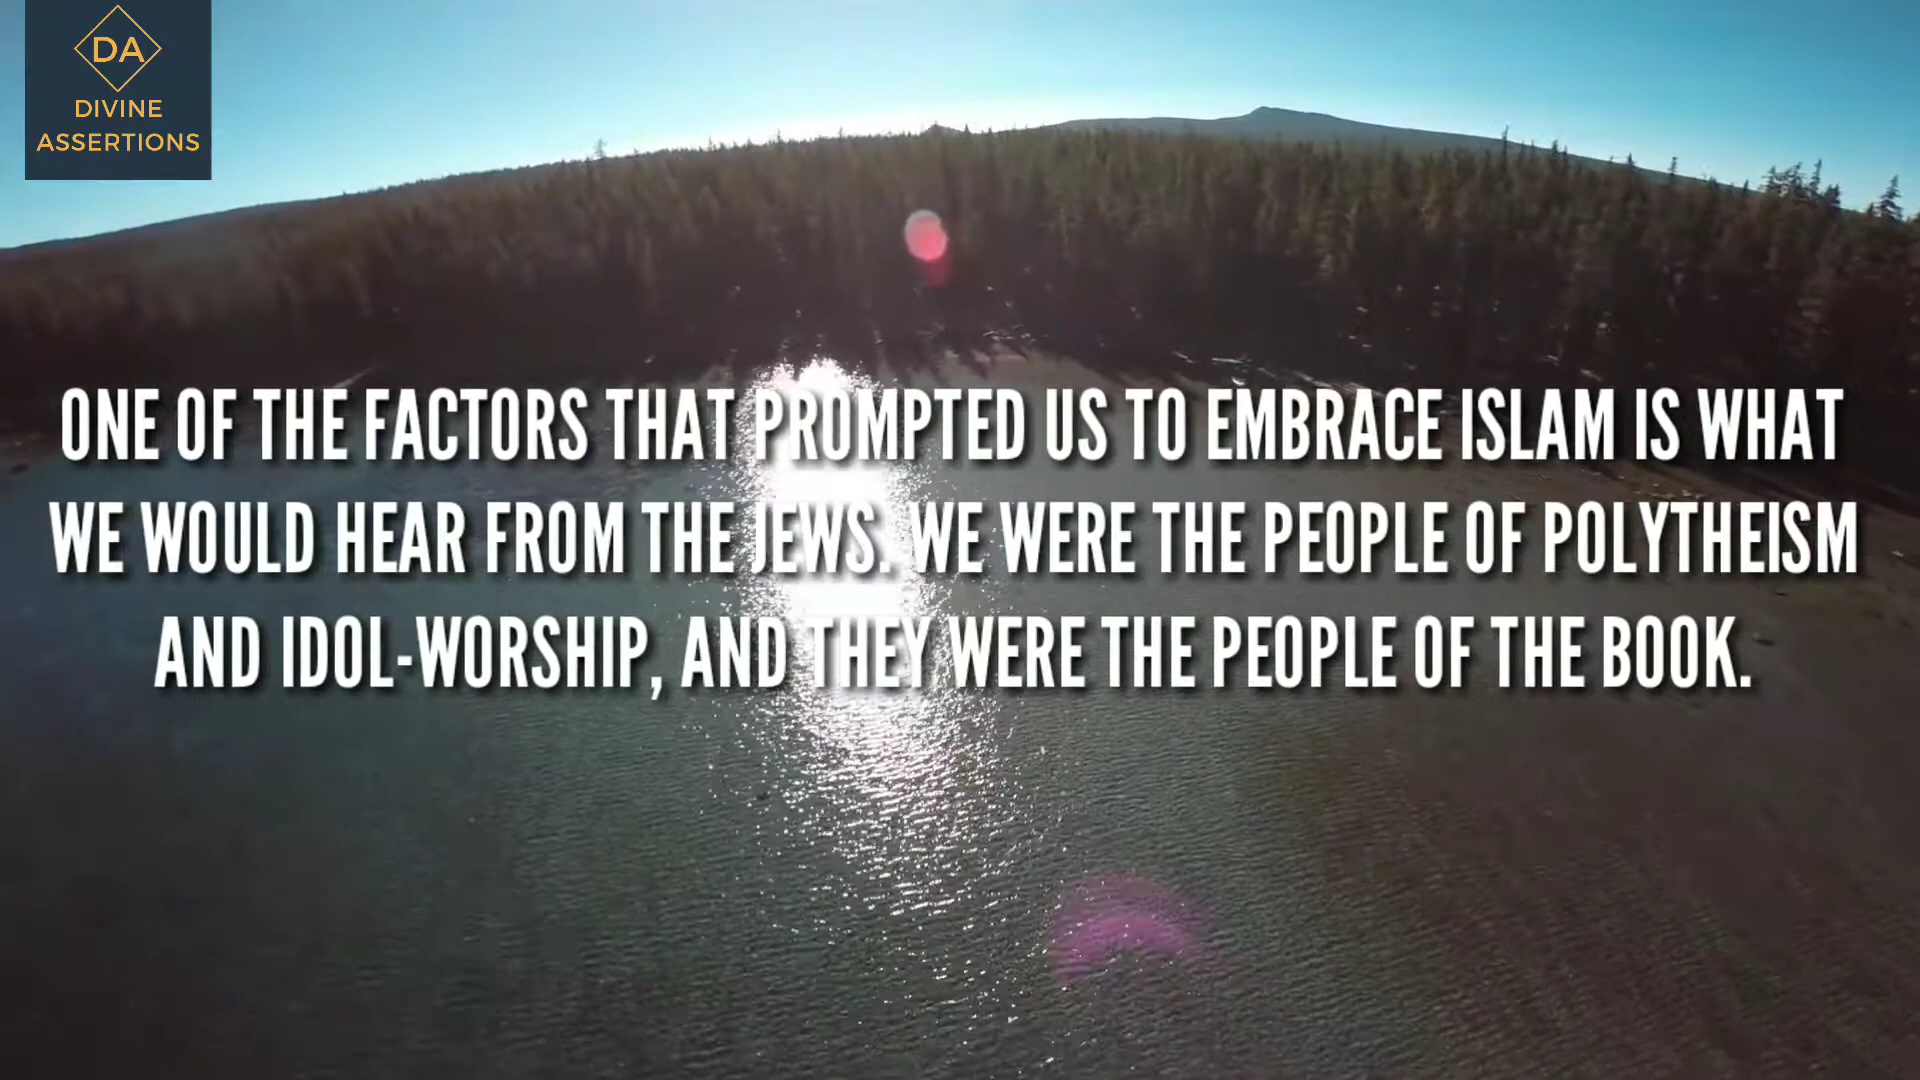 DA
DIVINE
ASSERTIONS
ONE OF THE FACTORS THAT PROMPTED US TO EMBRACE ISLAM IS WHAT
WE WOULD HEAR FROM THE JEWS. WE WERE THE PEOPLE OF POLYTHEISM
AND IDOL-WORSHIP, AND THEY WERE THE PEOPLE OF THE BOOK.